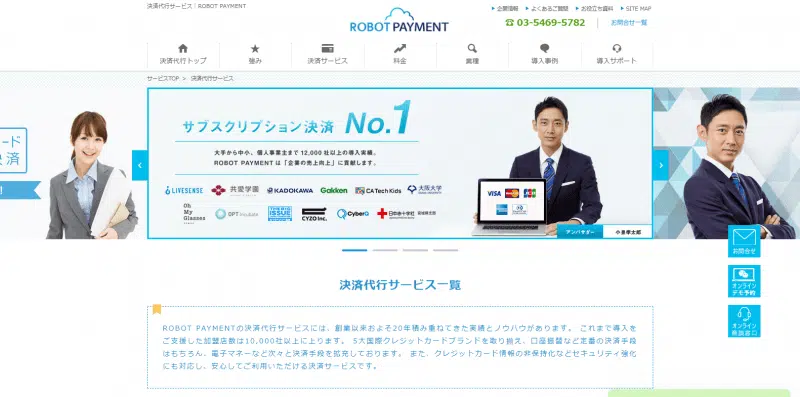 決済代行サービス｜ROBOT PAYMENT
企業情報
よくあるご質問
お役立ち資料
SITE MAP
ROBOT PAYMENT
03-5469-5782
お問合せ一覧
決済代行トップ
強み
決済サービス
料金
業種
導入事例
導入サポート
サービスTOP > 決済代行サービス
ード
決済
サブスクリプション決済 No.1
大手から中小、個人事業主まで 12,000 社以上の導入実績。
ROBOT PAYMENT は「企業の売上向上」に貢献します。
LIVESENSE
共愛学園
KADOKAWA
Gakken
CA Tech Kids
大阪大学
Oh My Glasses
OPT incubate
THE BIG ISSUE
CYZO inc.
CyberQ
日本赤十字社
VISA
MasterCard
JCB
アンバサダー
小泉孝太郎
お問合せ
オンライン
デモ予約
オンライン
決済代行サービス一覧
ROBOT PAYMENTの決済代行サービスには、創業以来およそ20年積み重ねてきた実績とノウハウがあります。 これまで導入を
ご支援した加盟店数は10,000社以上に上ります。 5大国際クレジットカードブランドを取り揃え、口座振替など定番の決済手段
はもちろん、電子マネーなど次々と決済手段を拡充しております。 また、クレジットカード情報の非保持化などセキュリティ強化
にも対応し、安心してご利用いただける決済サービスです。